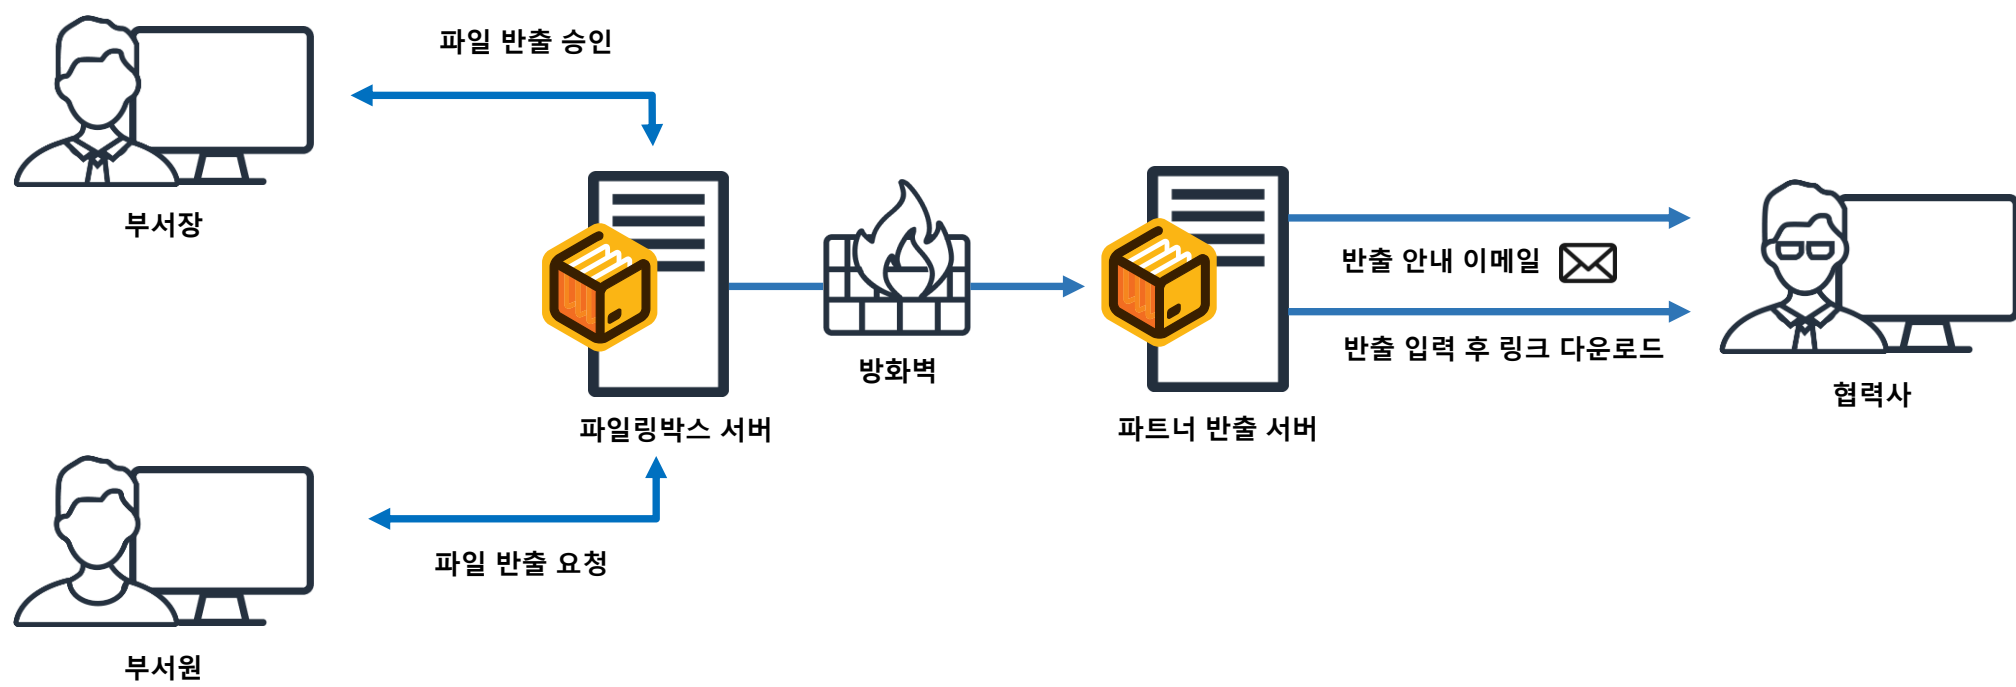 파일 반출 승인
부서장
파일링박스 서버
방화벽
파트너 반출 서버
반출 안내 이메일
반출 입력 후 링크 다운로드
협력사
파일 반출 요청
부서원